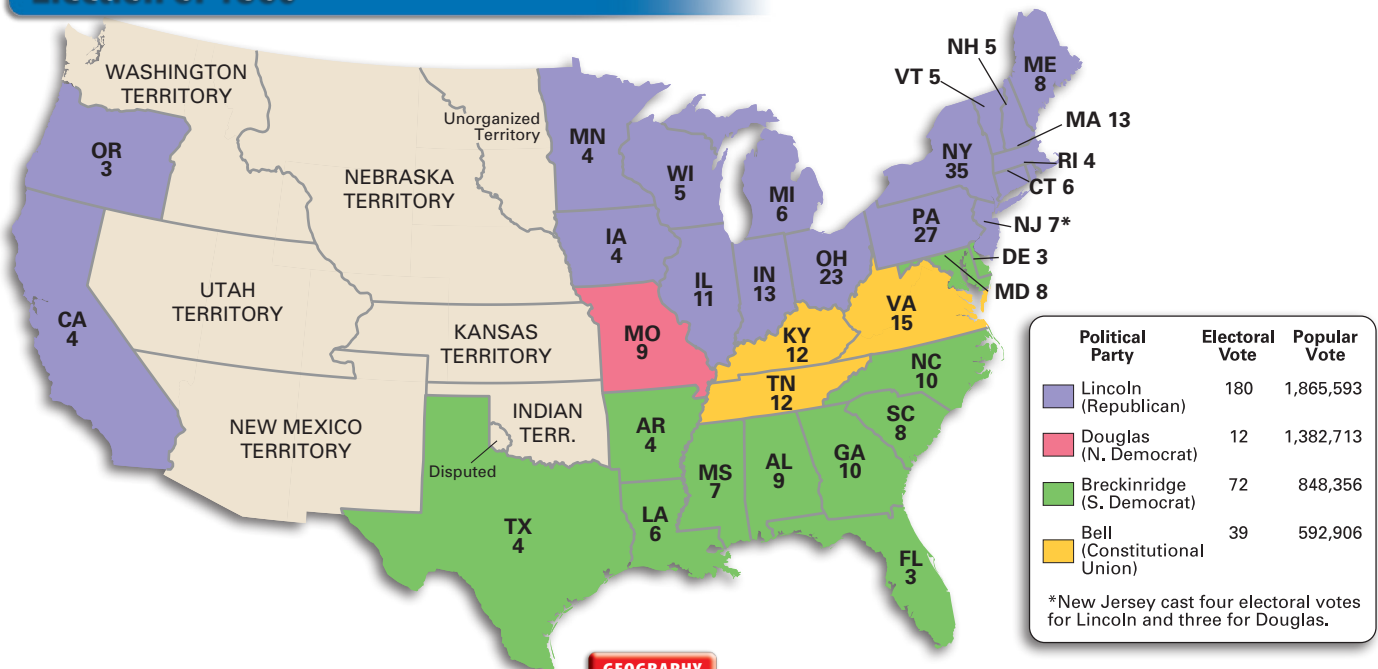 Election of 1860
WASHINGTON
TERRITORY
OR
3
CA
4
UTAH
TERRITORY
NEW MEXICO
TERRITORY
NEBRASKA
TERRITORY
Unorganized
Territory
KANSAS
TERRITORY
INDIAN
TERR.
Disputed
TX
4
MN
4
IA
4
MO
9
AR
4
LA
6
WI
5
IL
11
MI
6
IN
13
OH
23
KY
12
TN
12
MS
7
AL
9
GA
10
FL
3
SC
8
NC
10
VA
15
PA
27
NY
35
VT 5
NH 5
ME
8
MA 13
RI 4
CT 6
NJ 7*
DE 3
MD 8
Political Party Electoral Vote Popular Vote
Lincoln (Republican) 180 1,865,593
Douglas (N. Democrat) 12 1,382,713
Breckinridge (S. Democrat) 72 848,356
Bell (Constitutional Union) 39 592,906
*New Jersey cast four electoral votes
for Lincoln and three for Douglas.
GEOGRAPHY